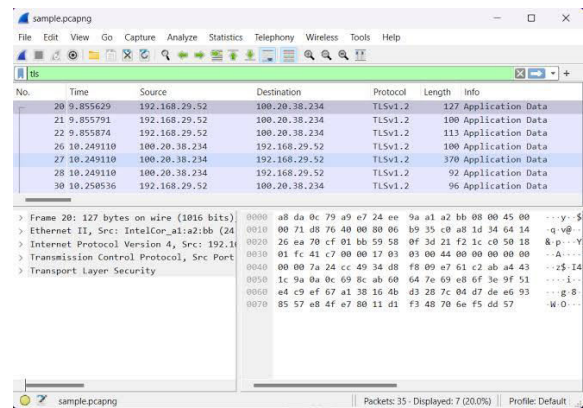 sample.pcapng
File Edit View Go Capture Analyze Statistics Telephony Wireless Tools Help
tls
No. Time Source Destination Protocol Length Info
20 9.855629 192.168.29.52 100.20.38.234 TLSv1.2 127 Application Data
21 9.855791 192.168.29.52 100.20.38.234 TLSv1.2 100 Application Data
22 9.855874 192.168.29.52 100.20.38.234 TLSv1.2 113 Application Data
26 10.249110 100.20.38.234 192.168.29.52 TLSv1.2 100 Application Data
27 10.249110 100.20.38.234 192.168.29.52 TLSv1.2 370 Application Data
28 10.249110 100.20.38.234 192.168.29.52 TLSv1.2 92 Application Data
30 10.250536 192.168.29.52 100.20.38.234 TLSv1.2 96 Application Data
> Frame 20: 127 bytes on wire (1016 bits)
> Ethernet II, Src: IntelCor_a1:a2:bb (24
> Internet Protocol Version 4, Src: 192.16
> Transmission Control Protocol, Src Port
> Transport Layer Security
0000 a8 da 0c 79 a9 e7 24 ee 9a a1 a2 bb 08 00 45 00 ···y··$
0010 00 71 d8 76 40 00 80 06 b9 35 c0 a8 1d 34 64 14 ·q·v@··
0020 26 ea 70 cf 01 bb 59 58 0f 3d 21 f2 1c c0 50 18 &·p···Y
0030 01 fc 41 c7 00 00 17 03 03 00 44 00 00 00 00 00 ··A····
0040 00 00 7a 24 cc 49 34 d8 f8 09 e7 61 c2 ab a4 43 ··z$·I4
0050 1c 9a 0a 0c 69 8c ab 60 64 7e 69 e8 6f 3e 9f 51 ····i··
0060 e4 c9 ef 67 a1 38 16 4b d3 28 7c 04 d7 de e6 93 ···g·8·
0070 85 57 e8 4f e7 80 11 d1 f3 48 70 6e f5 dd 57 ·W·O···
sample.pcapng Packets: 35 · Displayed: 7 (20.0%) Profile: Default